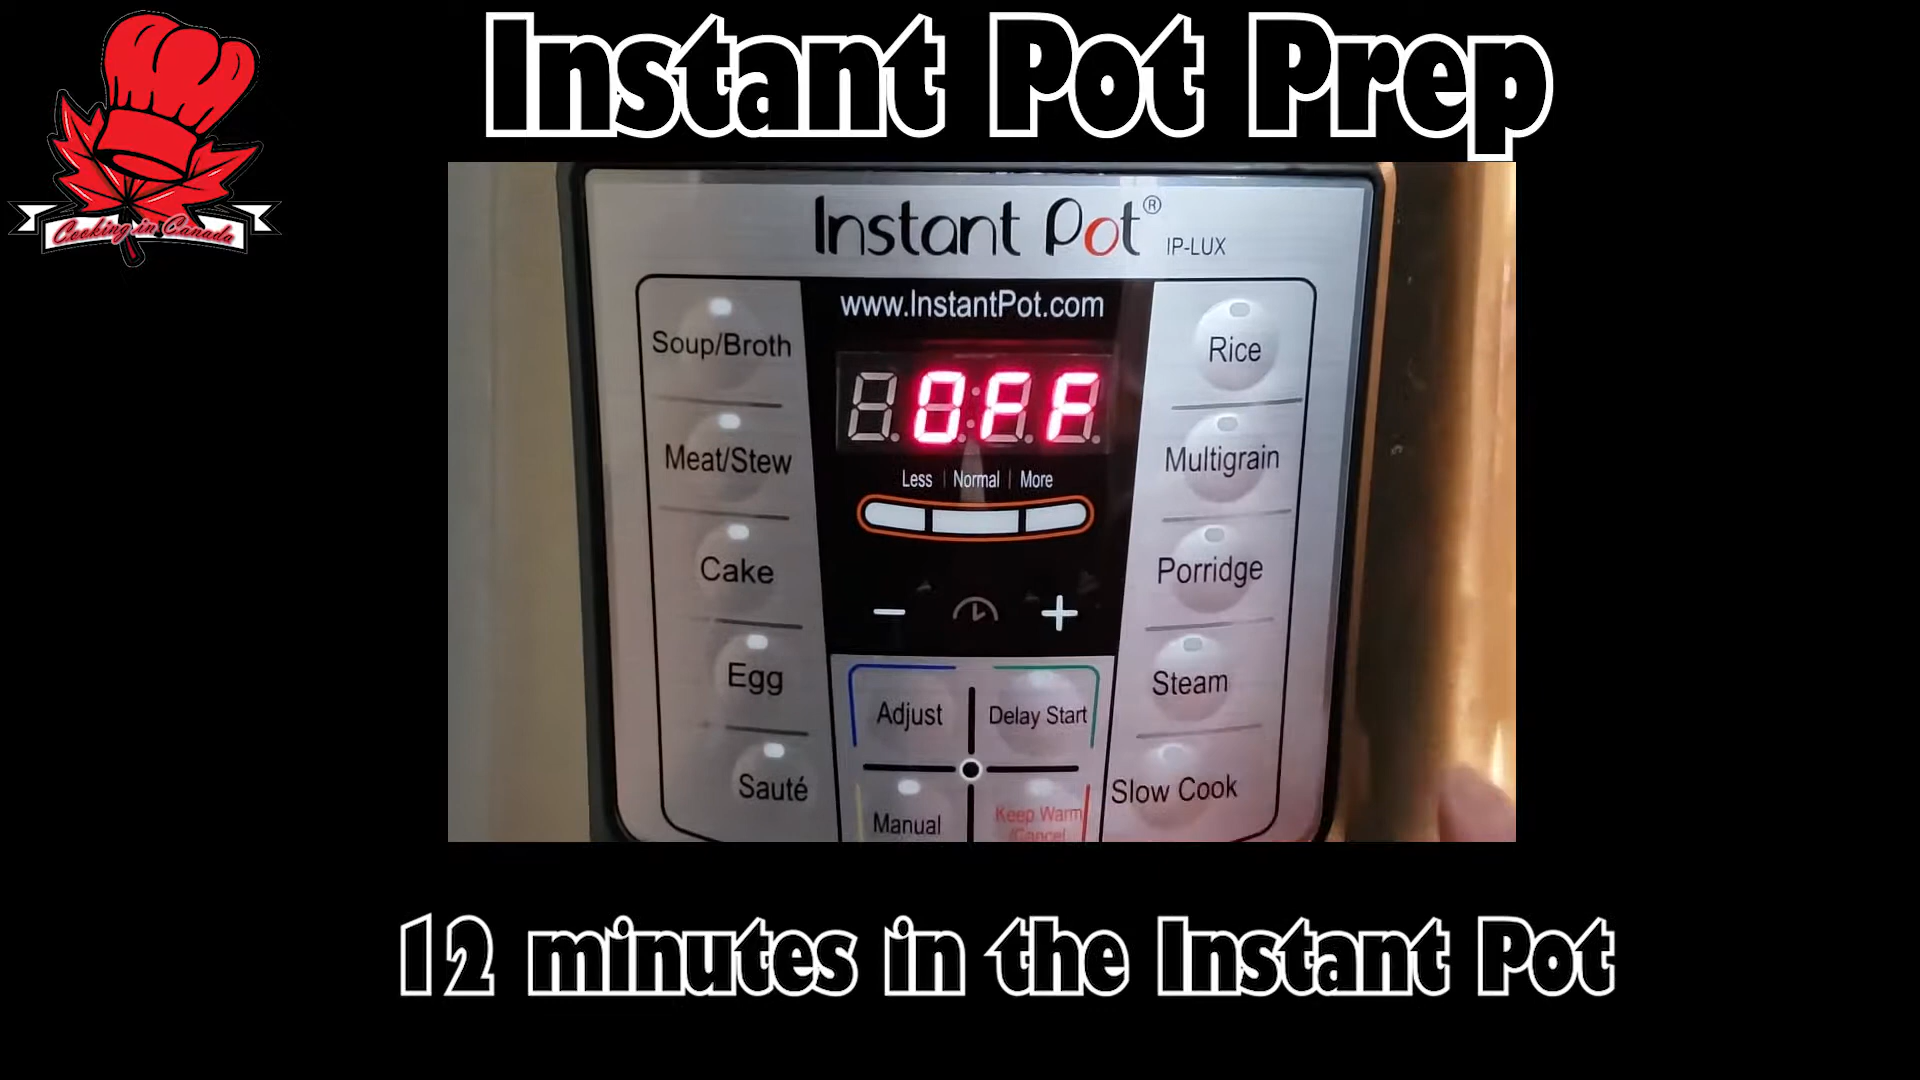 Instant Pot Prep
Cooking in Canada
Instant Pot® IP-LUX
www.InstantPot.com
OFF
Less | Normal | More
Soup/Broth
Meat/Stew
Cake
Egg
Sauté
Rice
Multigrain
Porridge
Steam
Slow Cook
− +
Adjust
Delay Start
Manual
Keep Warm
/Cancel
12 minutes in the Instant Pot